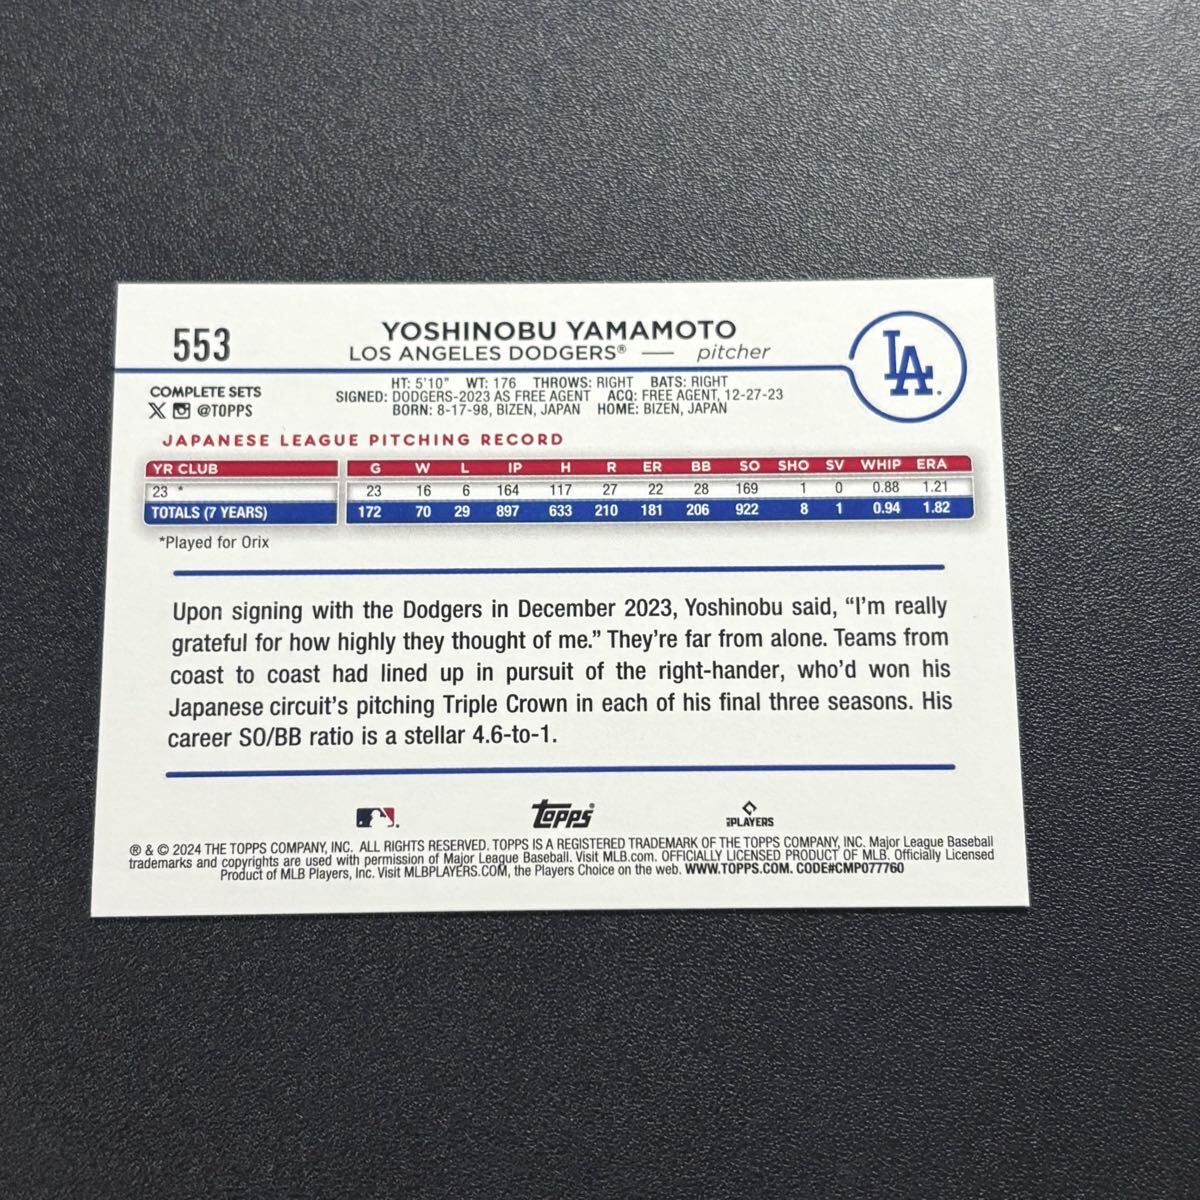 553
YOSHINOBU YAMAMOTO
LOS ANGELES DODGERS® — pitcher
LA
COMPLETE SETS
@TOPPS
HT: 5'10" WT: 176 THROWS: RIGHT BATS: RIGHT
SIGNED: DODGERS-2023 AS FREE AGENT ACQ: FREE AGENT, 12-27-23
BORN: 8-17-98, BIZEN, JAPAN HOME: BIZEN, JAPAN
JAPANESE LEAGUE PITCHING RECORD
YR CLUB G W L IP H R ER BB SO SHO SV WHIP ERA
23 * 23 16 6 164 117 27 22 28 169 1 0 0.88 1.21
TOTALS (7 YEARS) 172 70 29 897 633 210 181 206 922 8 1 0.94 1.82
*Played for Orix
Upon signing with the Dodgers in December 2023, Yoshinobu said, “I’m really
grateful for how highly they thought of me.” They’re far from alone. Teams from
coast to coast had lined up in pursuit of the right-hander, who’d won his
Japanese circuit’s pitching Triple Crown in each of his final three seasons. His
career SO/BB ratio is a stellar 4.6-to-1.
topps
PLAYERS
® & © 2024 THE TOPPS COMPANY, INC. ALL RIGHTS RESERVED. TOPPS IS A REGISTERED TRADEMARK OF THE TOPPS COMPANY, INC. Major League Baseball
trademarks and copyrights are used with permission of Major League Baseball. Visit MLB.com. OFFICIALLY LICENSED PRODUCT OF MLB. Officially Licensed
Product of MLB Players, Inc. Visit MLBPLAYERS.COM, the Players Choice on the web. WWW.TOPPS.COM. CODE#CMP077760